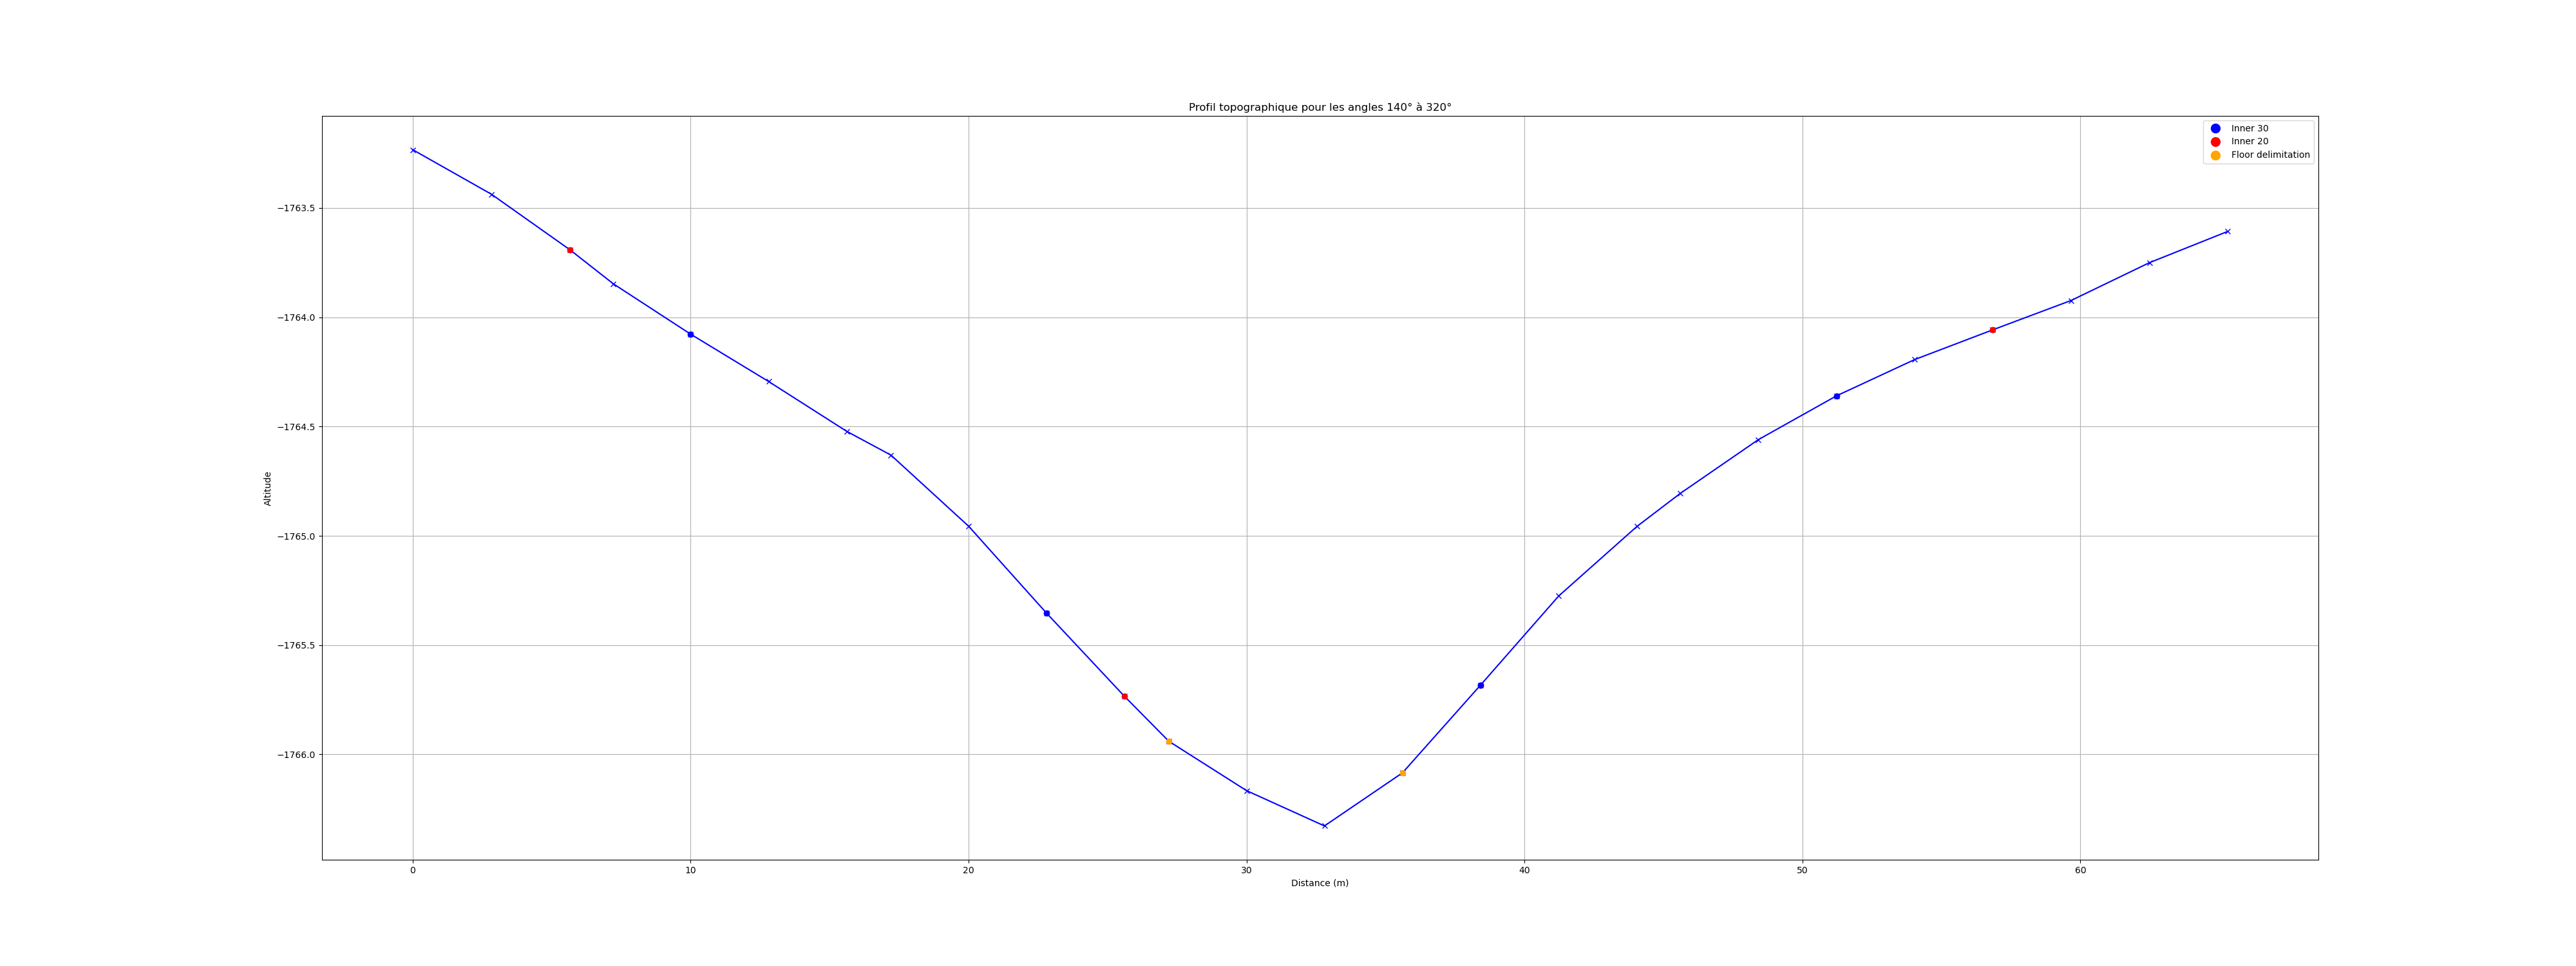 Profil topographique pour les angles 140° à 320°
Inner 30
Inner 20
Floor delimitation
−1763.5
−1764.0
−1764.5
−1765.0
−1765.5
−1766.0
Altitude
0 10 20 30 40 50 60
Distance (m)